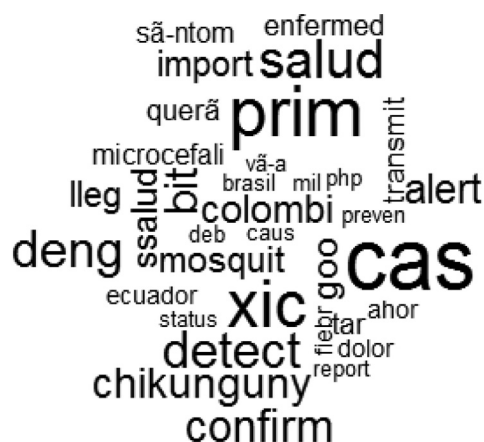 sã-ntom enfermed
import salud
querã prim transmit
microcefali vã-a
lleg ssalud bit brasil mil php alert
colombi preven
deng deb caus
mosquit goo cas
ecuador xic
status fiebr tar ahor
detect dolor
chikunguny report
confirm